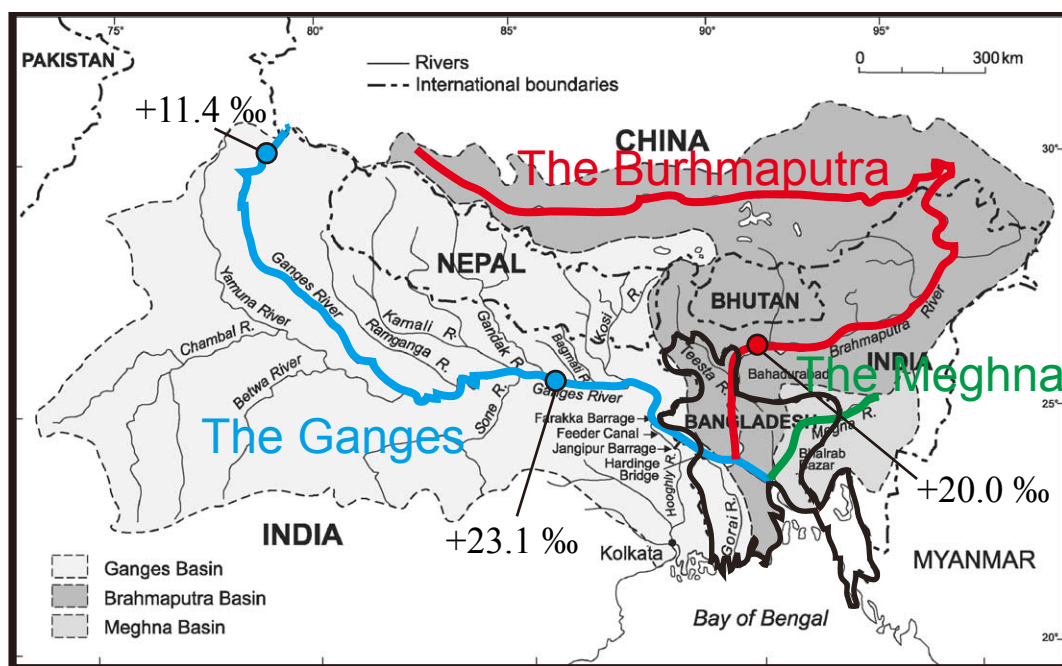 75°
80°
85°
90°
95°
PAKISTAN
Rivers
International boundaries
0
300 km
+11.4 ‰
CHINA
30°
20°
The Burhmaputra
NEPAL
BHUTAN
Yamuna River
Ganges River
Chambal R.
Betwa River
Ramganga R.
Karnali R.
Gandak R.
Bagmati R.
Kosi R.
Sone R.
Ganges River
Teesta R.
Brahmaputra River
INDIA
Bahadurabad
The Meghna
25°
The Ganges
BANGLADESH
Megna R.
Farakka Barrage
Feeder Canal
Jangipur Barrage
Hardinge
Bridge
Bhairab
Bazar
Hooghly R.
Gorai R.
+20.0 ‰
+23.1 ‰
INDIA
Kolkata
MYANMAR
Ganges Basin
Brahmaputra Basin
Meghna Basin
Bay of Bengal
20°